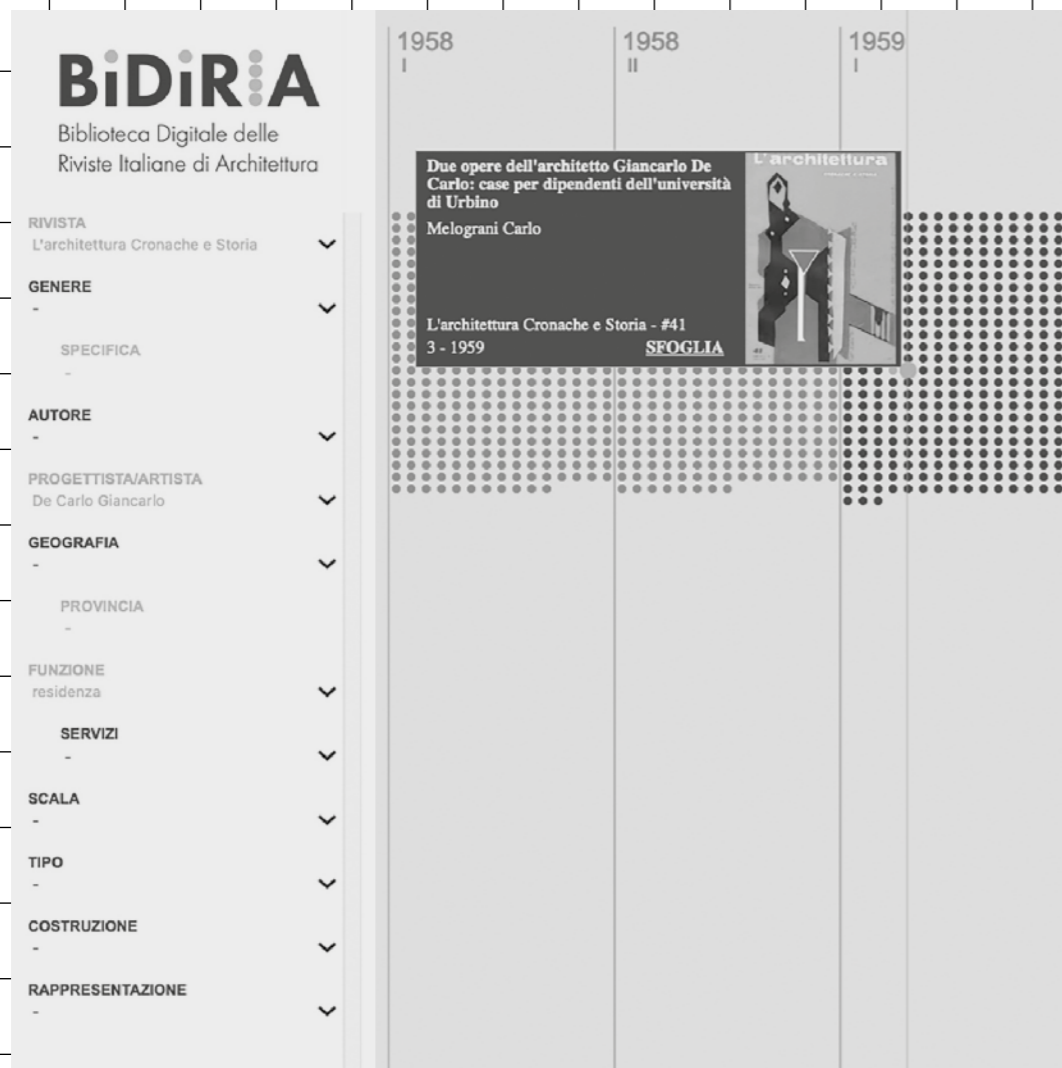 BiDiRiA
Biblioteca Digitale delle
Riviste Italiane di Architettura
RIVISTA
L'architettura Cronache e Storia
GENERE
-
SPECIFICA
-
AUTORE
-
PROGETTISTA/ARTISTA
De Carlo Giancarlo
GEOGRAFIA
-
PROVINCIA
-
FUNZIONE
residenza
SERVIZI
-
SCALA
-
TIPO
-
COSTRUZIONE
-
RAPPRESENTAZIONE
-
1958
I
1958
II
1959
I
Due opere dell'architetto Giancarlo De
Carlo: case per dipendenti dell'università
di Urbino
Melograni Carlo
L'architettura Cronache e Storia - #41
3 - 1959
SFOGLIA
L'architettura